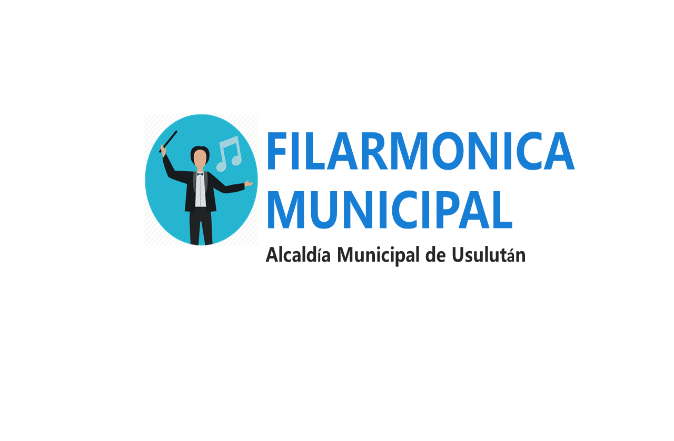 FILARMONICA
MUNICIPAL
Alcaldía Municipal de Usulután